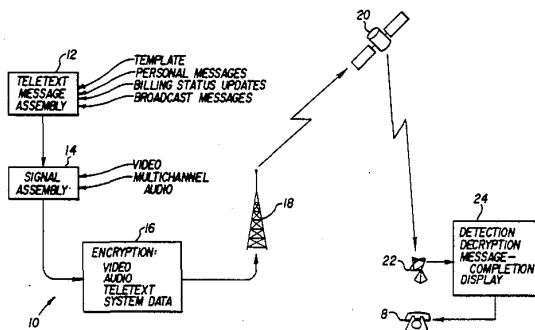 12
TELETEXT
MESSAGE
ASSEMBLY
TEMPLATE
PERSONAL MESSAGES
BILLING STATUS UPDATES
BROADCAST MESSAGES
14
SIGNAL
ASSEMBLY
VIDEO
MULTICHANNEL
AUDIO
16
ENCRYPTION:
VIDEO
AUDIO
TELETEXT
SYSTEM DATA
10
18
20
22
24
DETECTION
DECRYPTION
MESSAGE—
COMPLETION
DISPLAY
8